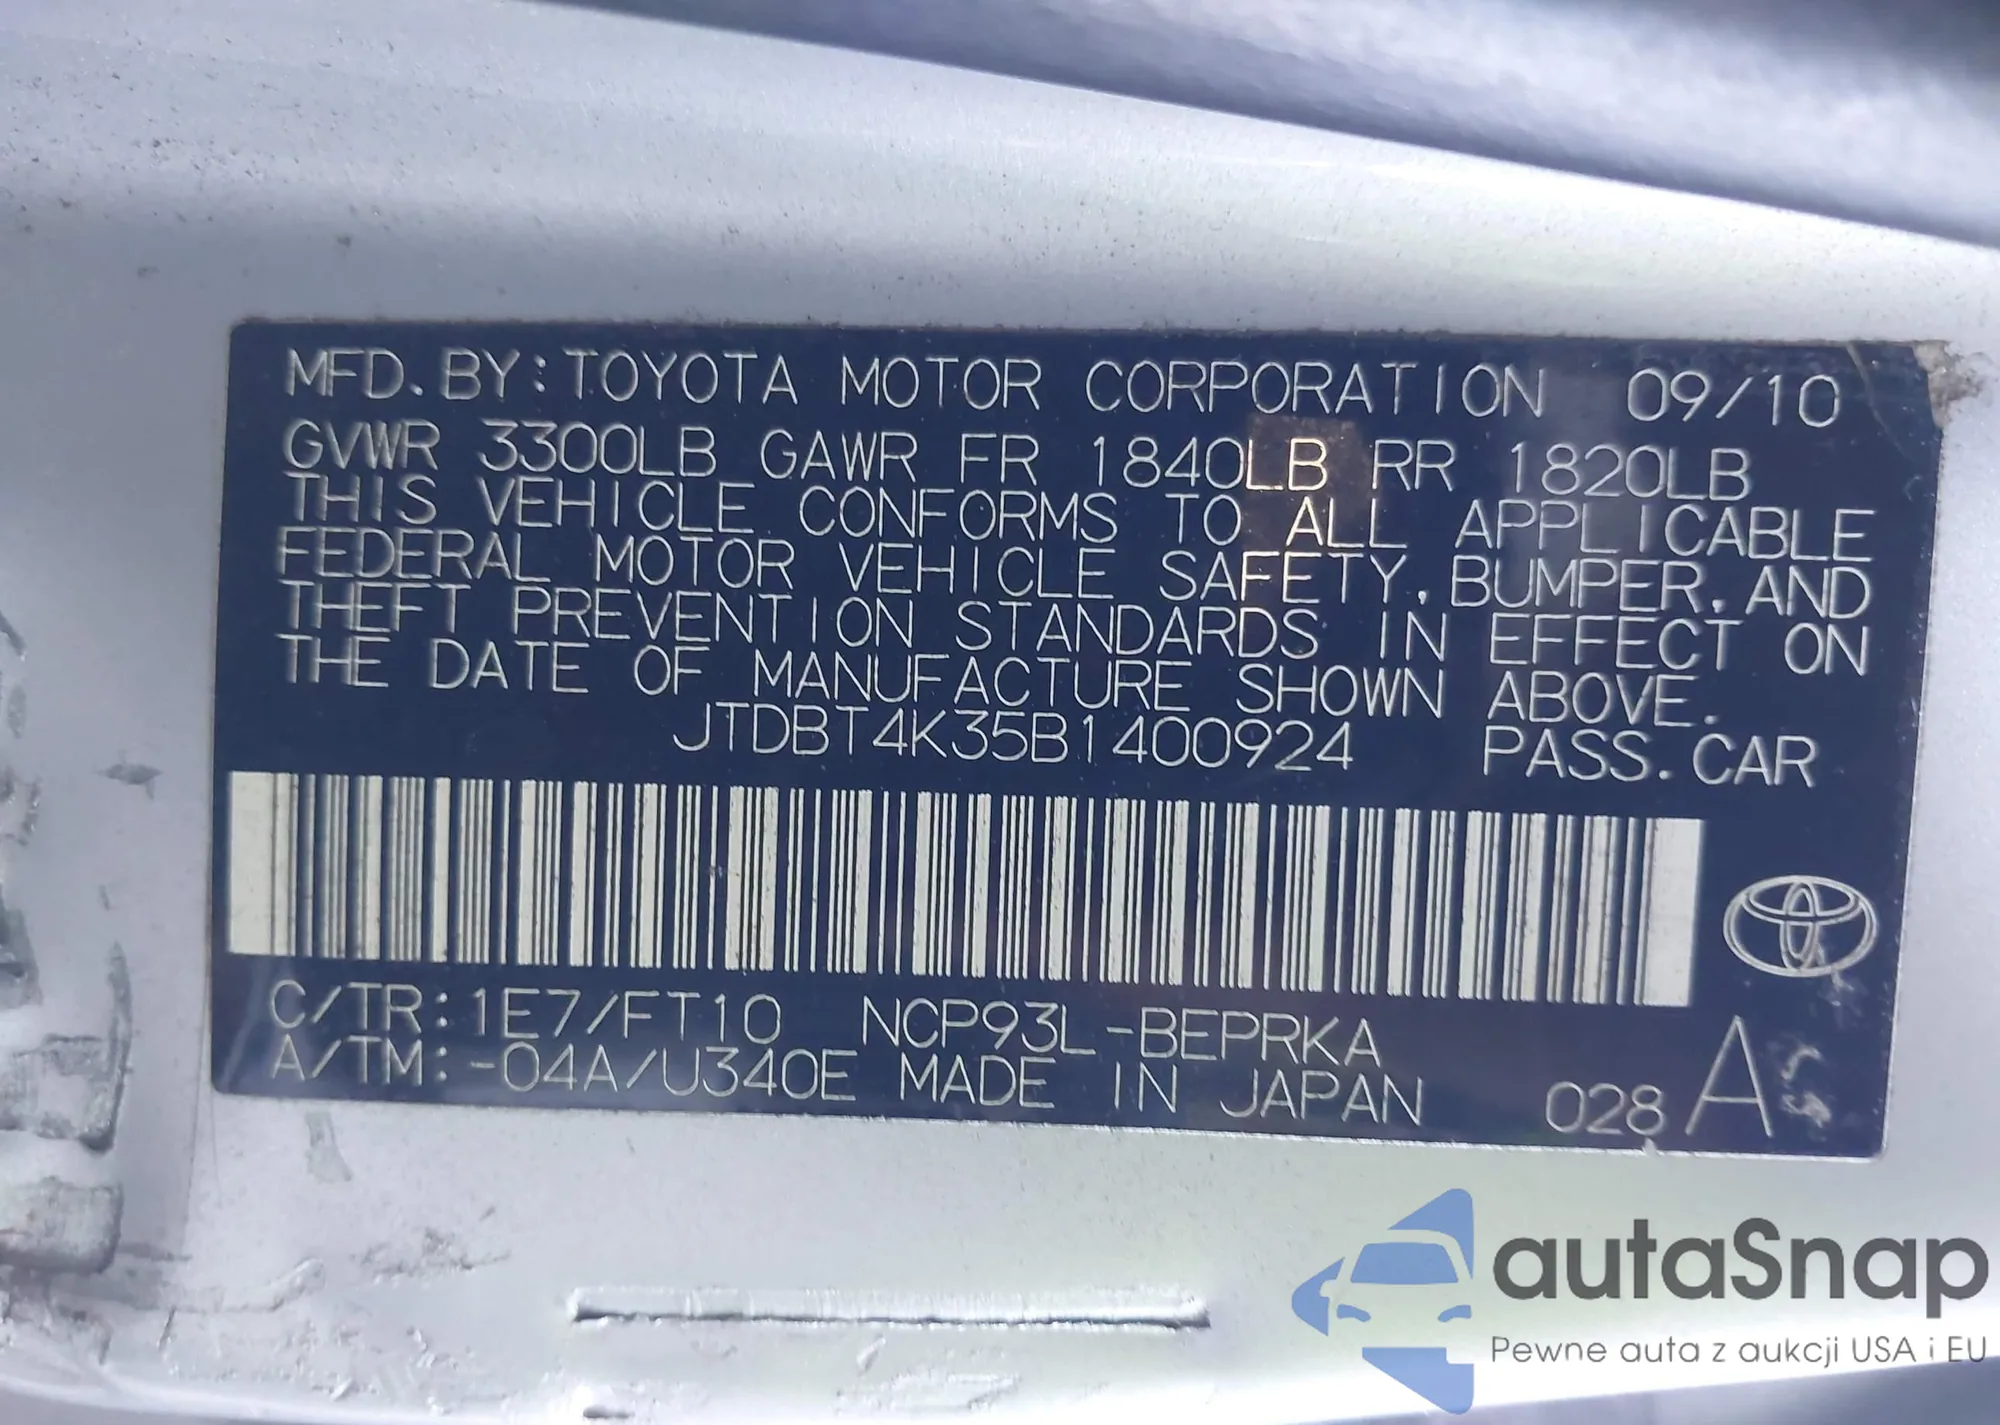 MFD. BY: TOYOTA MOTOR CORPORATION 09/10
GVWR 3300LB GAWR FR 1840LB RR 1820LB
THIS VEHICLE CONFORMS TO ALL APPLICABLE
FEDERAL MOTOR VEHICLE SAFETY, BUMPER, AND
THEFT PREVENTION STANDARDS IN EFFECT ON
THE DATE OF MANUFACTURE SHOWN ABOVE.
JTDBT4K35B1400924 PASS. CAR
C/TR: 1E7/FT10 NCP93L-BEPRKA
A/TM: -04A/U340E MADE IN JAPAN 028 A
autaSnap
Pewne auta z aukcji USA i EU